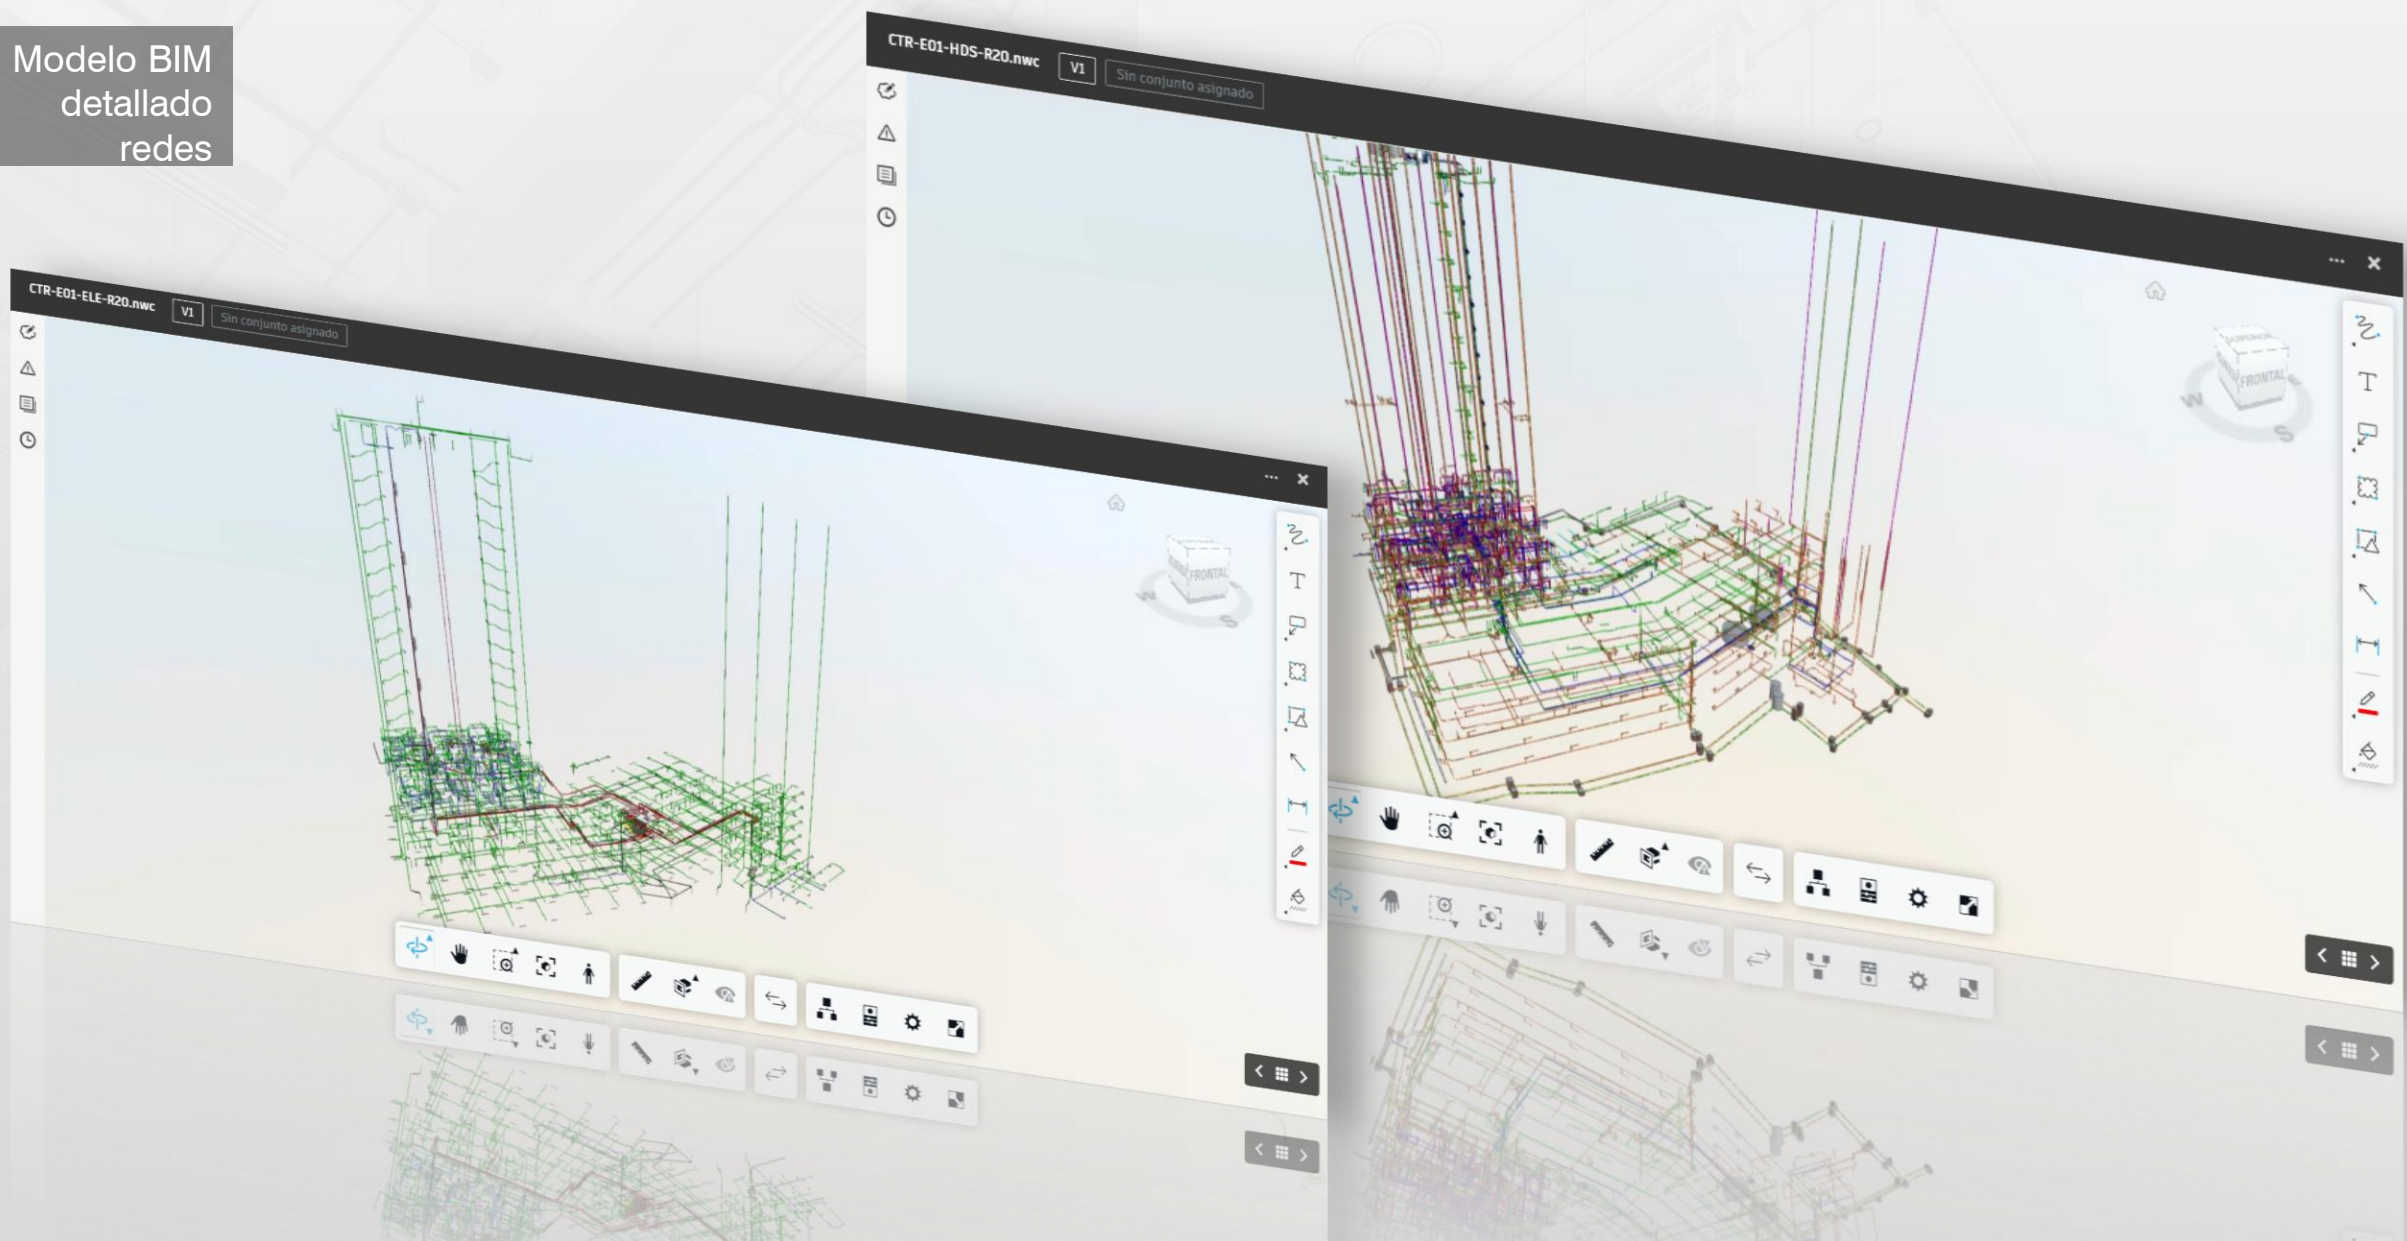 Modelo BIM
detallado
redes
CTR-E01-HDS-R20.nwc V1 Sin conjunto asignado
SUPERIOR
FRONTAL
W
S
T
CTR-E01-ELE-R20.nwc V1 Sin conjunto asignado
FRONTAL
W
S
T